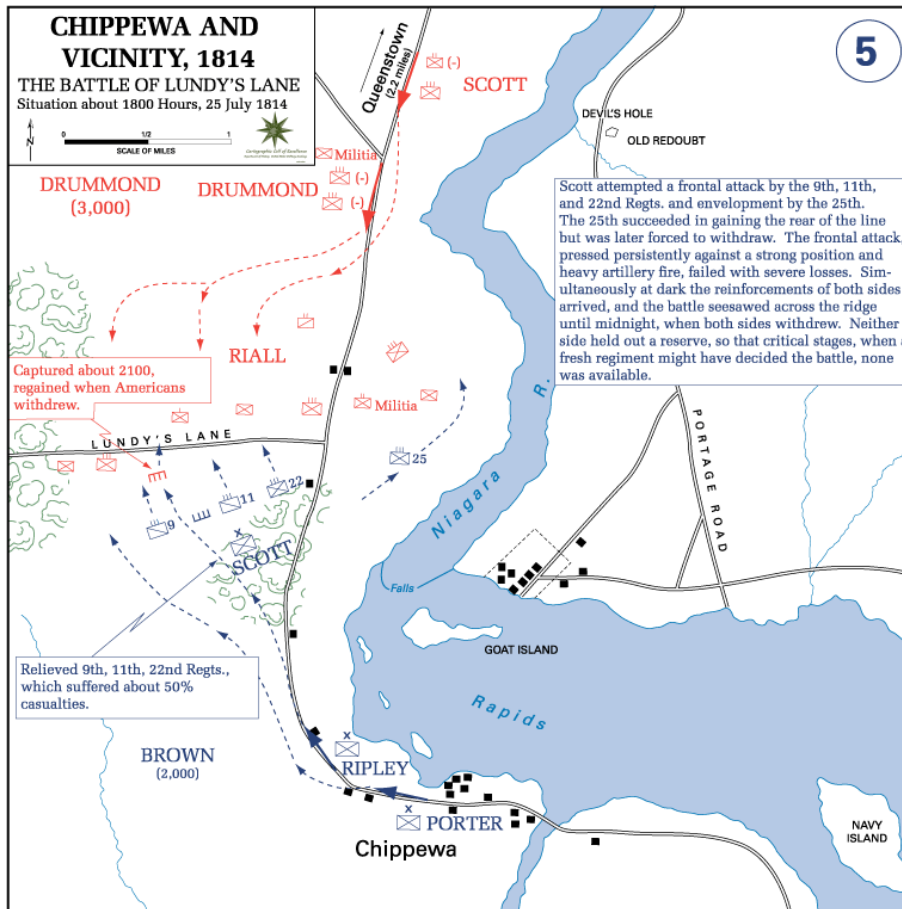 CHIPPEWA AND
VICINITY, 1814
THE BATTLE OF LUNDY'S LANE
Situation about 1800 Hours, 25 July 1814
N
0 1/2 1
SCALE OF MILES
5
Queenstown
(2.2 miles)
(-)
SCOTT
DEVIL'S HOLE
OLD REDOUBT
Militia
(-)
(-)
DRUMMOND
(3,000)
DRUMMOND
Scott attempted a frontal attack by the 9th, 11th,
and 22nd Regts. and envelopment by the 25th.
The 25th succeeded in gaining the rear of the line
but was later forced to withdraw. The frontal attack,
pressed persistently against a strong position and
heavy artillery fire, failed with severe losses. Sim-
ultaneously at dark the reinforcements of both sides
arrived, and the battle seesawed across the ridge
until midnight, when both sides withdrew. Neither
side held out a reserve, so that critical stages, when a
fresh regiment might have decided the battle, none
was available.
RIALL
Captured about 2100,
regained when Americans
withdrew.
Militia
R.
LUNDY'S LANE
PORTAGE ROAD
25
22
11
9
Niagara
X
SCOTT
Falls
GOAT ISLAND
Relieved 9th, 11th, 22nd Regts.,
which suffered about 50%
casualties.
Rapids
BROWN
(2,000)
X
RIPLEY
X
PORTER
Chippewa
NAVY
ISLAND